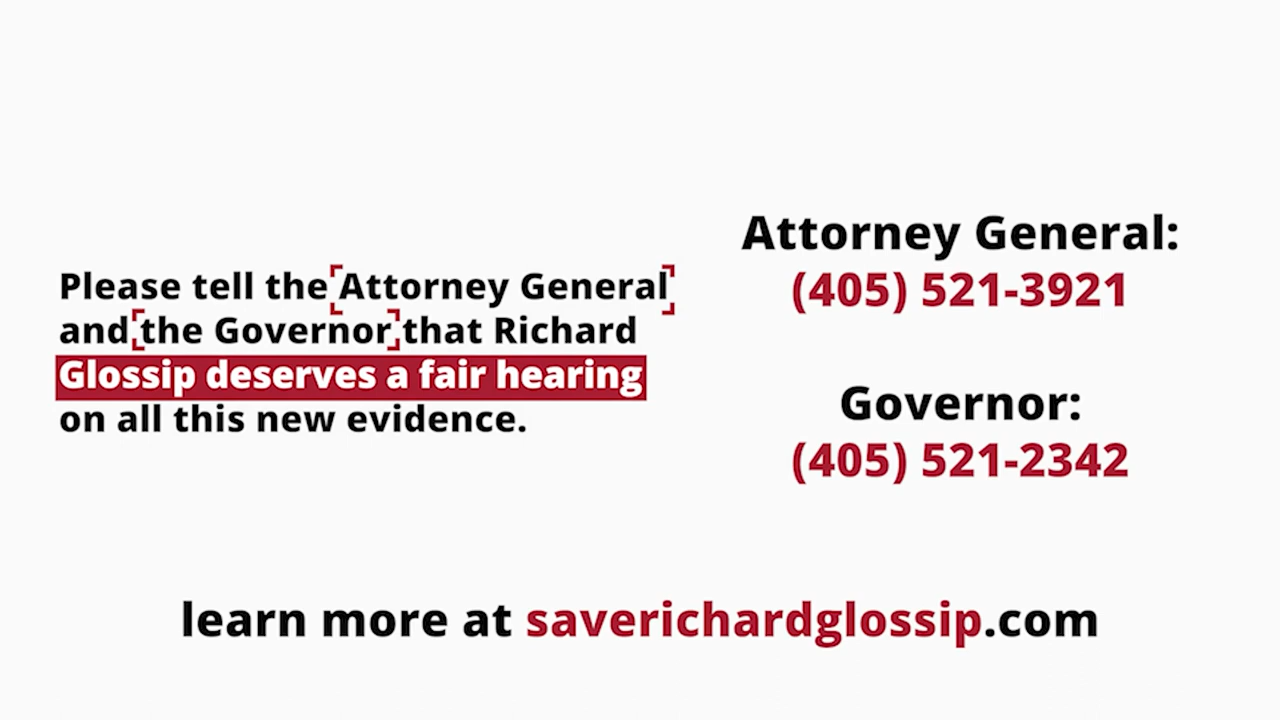 Please tell the Attorney General
and the Governor that Richard
Glossip deserves a fair hearing
on all this new evidence.
Attorney General:
(405) 521-3921
Governor:
(405) 521-2342
learn more at saverichardglossip.com